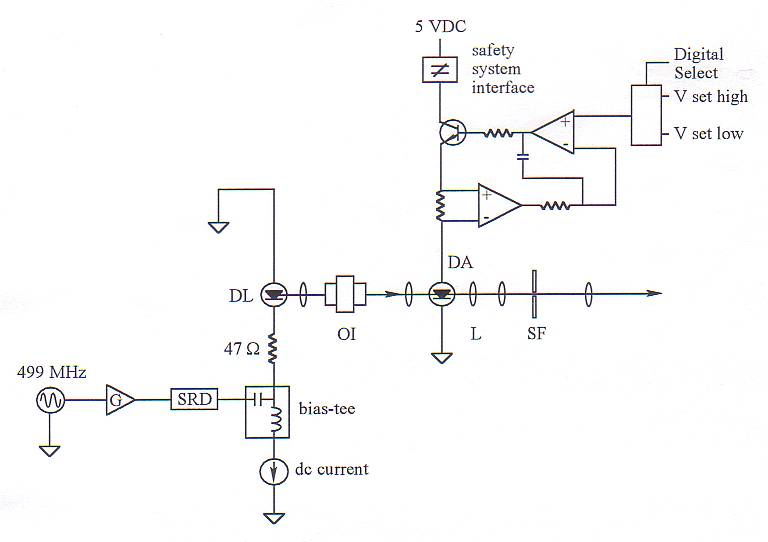 5 VDC
safety
system
interface
Digital
Select
V set high
V set low
+
-
+
-
DA
DL
OI
L
SF
47 Ω
499 MHz
G
SRD
bias-tee
dc current